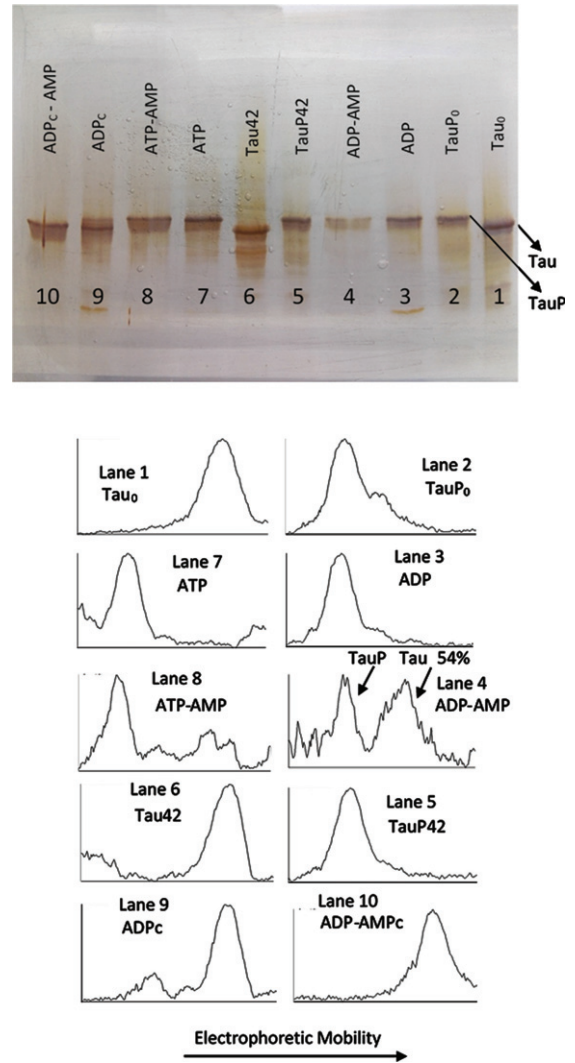 ADPC - AMP
ADPC
ATP-AMP
ATP
Tau42
TauP42
ADP-AMP
ADP
TauP₀
Tau₀
Tau
TauP
10 9 8 7 6 5 4 3 2 1
Lane 1
Tau₀
Lane 2
TauP₀
Lane 7
ATP
Lane 3
ADP
Lane 8
ATP-AMP
TauP Tau 54%
Lane 4
ADP-AMP
Lane 6
Tau42
Lane 5
TauP42
Lane 9
ADPc
Lane 10
ADP-AMPc
Electrophoretic Mobility